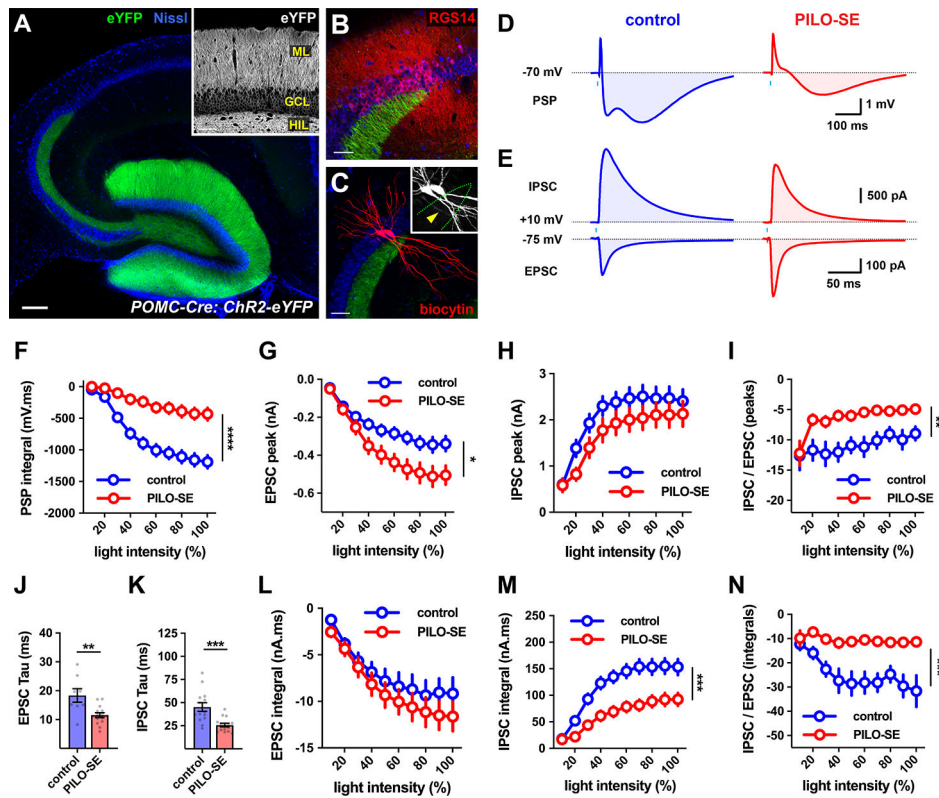 A
eYFP Nissl
eYFP
ML
GCL
HIL
POMC-Cre: ChR2-eYFP
B
RGS14
C
biocytin
D
control
PILO-SE
-70 mV
PSP
1 mV
100 ms
E
IPSC
+10 mV
-75 mV
EPSC
500 pA
100 pA
50 ms
F
PSP integral (mV.ms)
0
-500
-1000
-1500
-2000
control
PILO-SE
****
20 40 60 80 100
light intensity (%)
G
EPSC peak (nA)
0.0
-0.2
-0.4
-0.6
control
PILO-SE
*
20 40 60 80 100
light intensity (%)
H
IPSC peak (nA)
3
2
1
0
control
PILO-SE
20 40 60 80 100
light intensity (%)
I
IPSC / EPSC (peaks)
0
-5
-10
-15
-20
control
PILO-SE
**
20 40 60 80 100
light intensity (%)
J
EPSC Tau (ms)
40
30
20
10
**
control
PILO-SE
K
IPSC Tau (ms)
125
100
75
50
25
***
control
PILO-SE
L
EPSC integral (nA.ms)
0
-5
-10
-15
control
PILO-SE
20 40 60 80 100
light intensity (%)
M
IPSC integral (nA.ms)
250
200
150
100
50
0
control
PILO-SE
***
20 40 60 80 100
light intensity (%)
N
IPSC / EPSC (integrals)
0
-10
-20
-30
-40
-50
control
PILO-SE
20 40 60 80 100
light intensity (%)